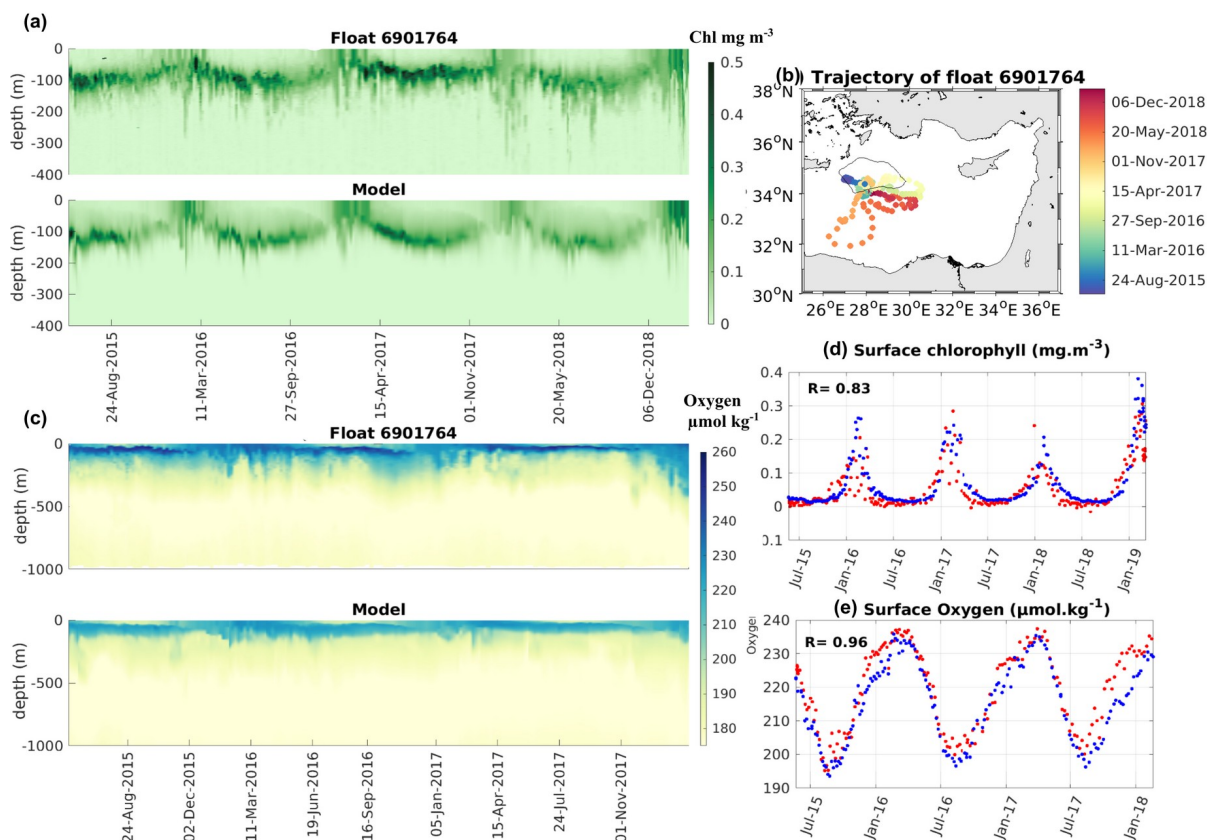 (a)
Float 6901764
Chl mg m⁻³
0
-100
-200
-300
-400
depth (m)
0.5
0.4
0.3
0.2
0.1
0
Model
0
-100
-200
-300
-400
depth (m)
24-Aug-2015
11-Mar-2016
27-Sep-2016
15-Apr-2017
01-Nov-2017
20-May-2018
06-Dec-2018
(b) Trajectory of float 6901764
38°N
36°N
34°N
32°N
30°N
26°E 28°E 30°E 32°E 34°E 36°E
06-Dec-2018
20-May-2018
01-Nov-2017
15-Apr-2017
27-Sep-2016
11-Mar-2016
24-Aug-2015
(c)
Float 6901764
Oxygen
µmol kg⁻¹
0
-500
-1000
depth (m)
260
250
240
230
220
210
200
190
180
Model
0
-500
-1000
depth (m)
24-Aug-2015
02-Dec-2015
11-Mar-2016
19-Jun-2016
16-Sep-2016
05-Jan-2017
15-Apr-2017
24-Jul-2017
01-Nov-2017
(d) Surface chlorophyll (mg.m⁻³)
R= 0.83
0.4
0.3
0.2
0.1
0
0.1
Jul-15
Jan-16
Jul-16
Jan-17
Jul-17
Jan-18
Jul-18
Jan-19
(e) Surface Oxygen (µmol.kg⁻¹)
R= 0.96
Oxygen
230
220
210
200
190
Jul-15
Jan-16
Jul-16
Jan-17
Jul-17
Jan-18